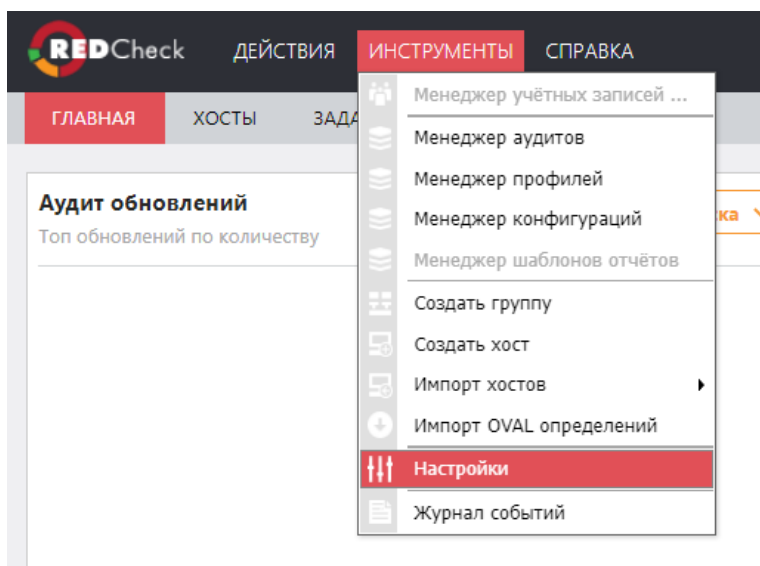 REDCheck ДЕЙСТВИЯ ИНСТРУМЕНТЫ СПРАВКА
ГЛАВНАЯ ХОСТЫ
Менеджер учётных записей ...
Менеджер аудитов
Менеджер профилей
Менеджер конфигураций
Менеджер шаблонов отчётов
Создать группу
Создать хост
Импорт хостов
Импорт OVAL определений
Настройки
Журнал событий
Аудит обновлений
Топ обновлений по количеству